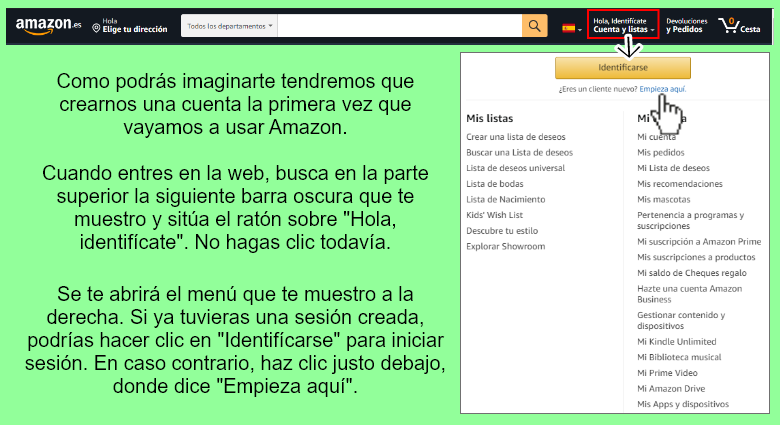 amazon.es
Hola
Elige tu dirección
Todos los departamentos
Hola, Identifícate
Cuenta y listas
Devoluciones
y Pedidos
0
Cesta
Como podrás imaginarte tendremos que
crearnos una cuenta la primera vez que
vayamos a usar Amazon.
Cuando entres en la web, busca en la parte
superior la siguiente barra oscura que te
muestro y sitúa el ratón sobre "Hola,
identifícate". No hagas clic todavía.
Se te abrirá el menú que te muestro a la
derecha. Si ya tuvieras una sesión creada,
podrías hacer clic en "Identifícarse" para iniciar
sesión. En caso contrario, haz clic justo debajo,
donde dice "Empieza aquí".
Identificarse
¿Eres un cliente nuevo? Empieza aquí.
Mis listas
Crear una lista de deseos
Buscar una Lista de deseos
Lista de deseos universal
Lista de bodas
Lista de Nacimiento
Kids' Wish List
Descubre tu estilo
Explorar Showroom
Mi cuenta
Mis pedidos
Mi Lista de deseos
Mis recomendaciones
Mis mascotas
Pertenencia a programas y
suscripciones
Mi suscripción a Amazon Prime
Mis suscripciones a productos
Mi saldo de Cheques regalo
Hazte una cuenta Amazon
Business
Gestionar contenido y
dispositivos
Mi Kindle Unlimited
Mi Biblioteca musical
Mi Prime Video
Mi Amazon Drive
Mis Apps y dispositivos